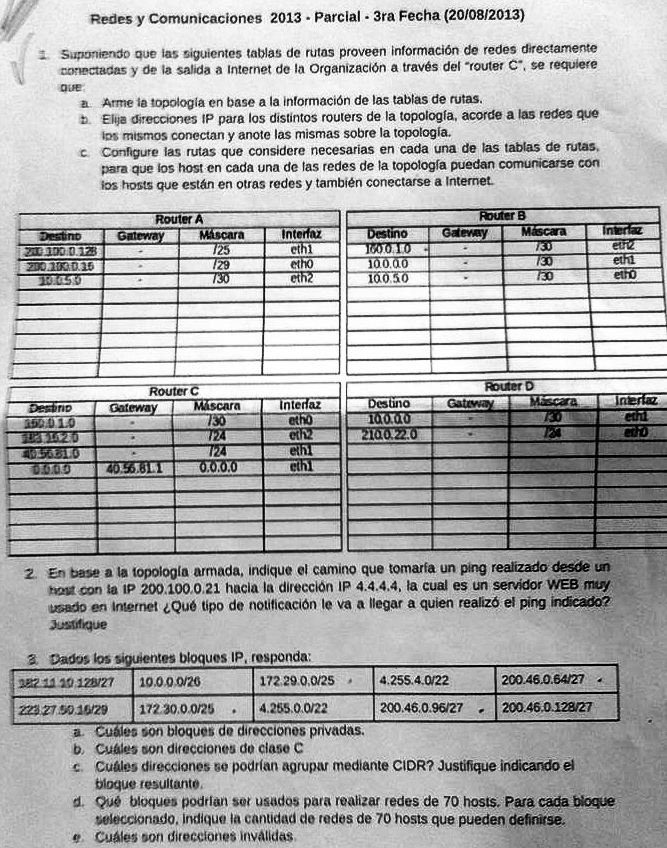 Redes y Comunicaciones 2013 - Parcial - 3ra Fecha (20/08/2013)
1. Suponiendo que las siguientes tablas de rutas proveen información de redes directamente
conectadas y de la salida a Internet de la Organización a través del "router C", se requiere
que:
a. Arme la topología en base a la información de las tablas de rutas.
b. Elija direcciones IP para los distintos routers de la topología, acorde a las redes que
los mismos conectan y anote las mismas sobre la topología.
c. Configure las rutas que considere necesarias en cada una de las tablas de rutas,
para que los host en cada una de las redes de la topología puedan comunicarse con
los hosts que están en otras redes y también conectarse a Internet.
Router A
Destino Gateway Máscara Interfaz
200.100.0.128 - /25 eth1
200.100.0.16 - /29 eth0
10.0.5.0 - /30 eth2
Router B
Destino Gateway Máscara Interfaz
160.0.1.0 - /30 eth2
10.0.0.0 - /30 eth1
10.0.5.0 - /30 eth0
Router C
Destino Gateway Máscara Interfaz
160.0.1.0 - /30 eth0
16.2.0 - /24 eth2
40.56.81.0 - /24 eth1
0.0.0.0 40.56.81.1 0.0.0.0 eth1
Router D
Destino Gateway Máscara Interfaz
10.0.0.0 - /30 eth1
210.0.22.0 - /24 eth0
2. En base a la topología armada, indique el camino que tomaría un ping realizado desde un
host con la IP 200.100.0.21 hacia la dirección IP 4.4.4.4, la cual es un servidor WEB muy
usado en Internet ¿Qué tipo de notificación le va a llegar a quien realizó el ping indicado?
Justifique
3. Dados los siguientes bloques IP, responda:
10.128/27 10.0.0.0/26 172.29.0.0/25 4.255.4.0/22 200.46.0.64/27
223.27.50.16/29 172.30.0.0/25 4.255.0.0/22 200.46.0.96/27 200.46.0.128/27
a. Cuáles son bloques de direcciones privadas.
b. Cuáles son direcciones de clase C
c. Cuáles direcciones se podrían agrupar mediante CIDR? Justifique indicando el
bloque resultante.
d. Qué bloques podrían ser usados para realizar redes de 70 hosts. Para cada bloque
seleccionado, indique la cantidad de redes de 70 hosts que pueden definirse.
e. Cuáles son direcciones inválidas.